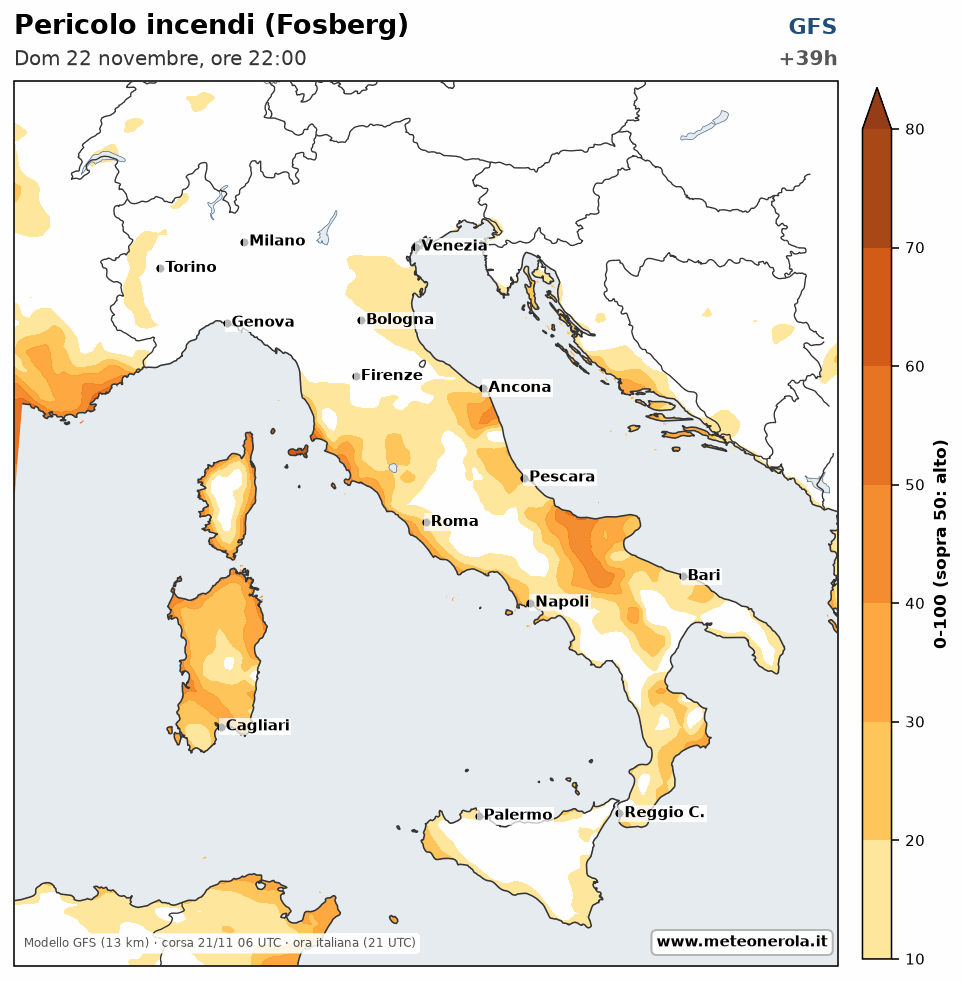 Pericolo incendi (Fosberg)
GFS
Dom 22 novembre, ore 22:00
+39h
Milano
Venezia
Torino
Genova
Bologna
Firenze
Ancona
Pescara
Roma
Bari
Napoli
Cagliari
Palermo
Reggio C.
80
70
60
50
40
30
20
10
0-100 (sopra 50: alto)
Modello GFS (13 km) · corsa 21/11 06 UTC · ora italiana (21 UTC)
www.meteonerola.it